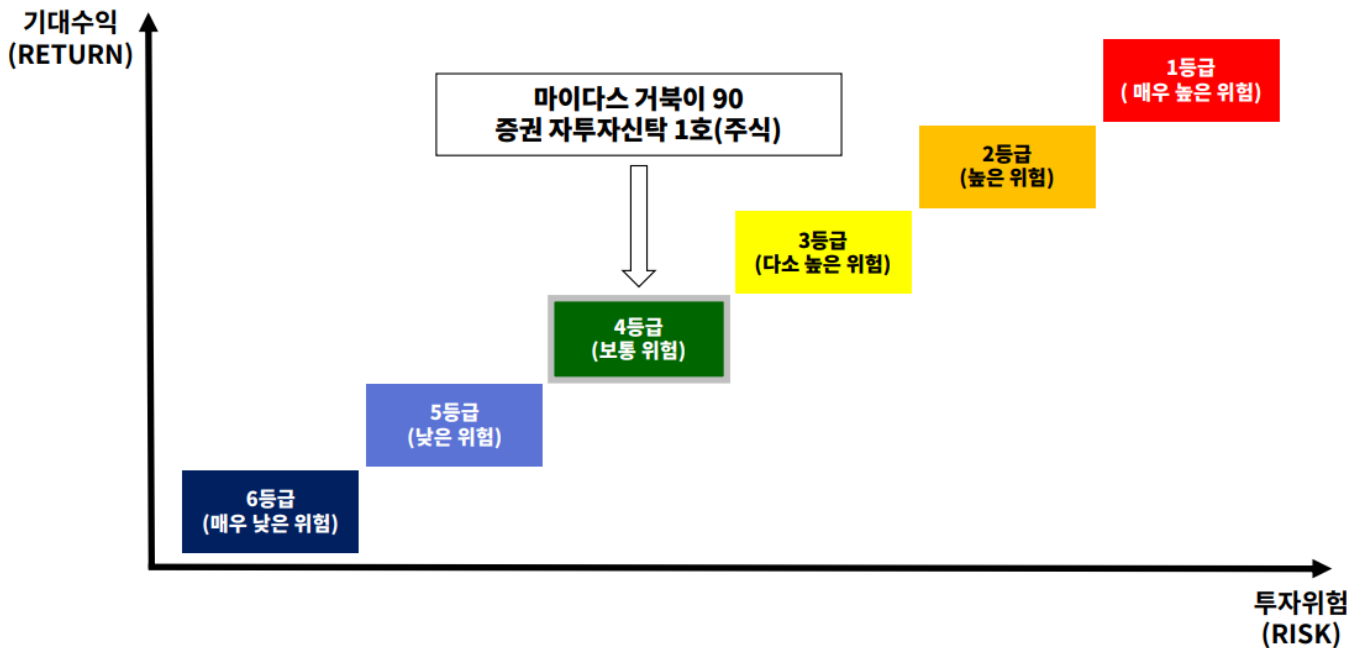 기대수익
(RETURN)
마이다스 거북이 90
증권 자투자신탁 1호(주식)
1등급
( 매우 높은 위험)
2등급
(높은 위험)
3등급
(다소 높은 위험)
4등급
(보통 위험)
5등급
(낮은 위험)
6등급
(매우 낮은 위험)
투자위험
(RISK)